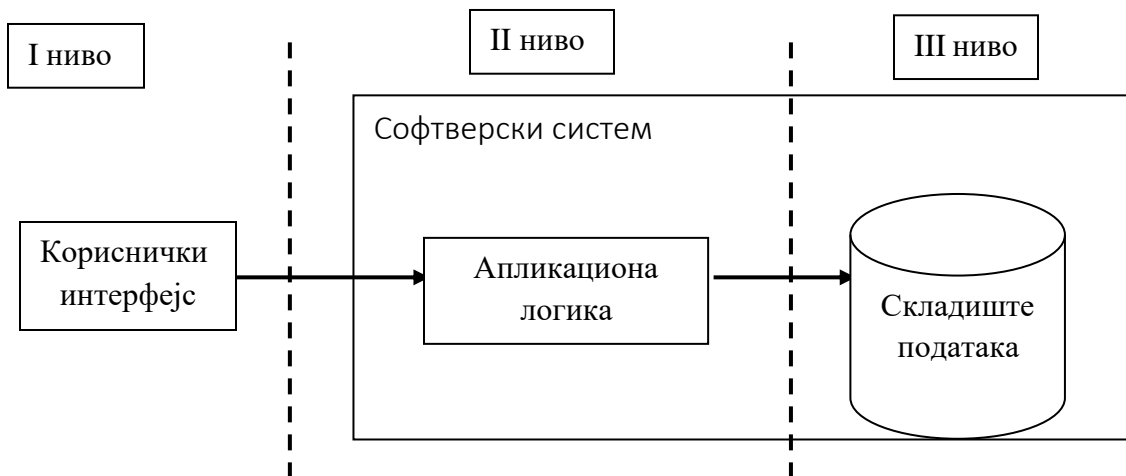 I ниво
II ниво
III ниво
Софтверски систем
Кориснички
интерфејс
Апликациона
логика
Складиште
података